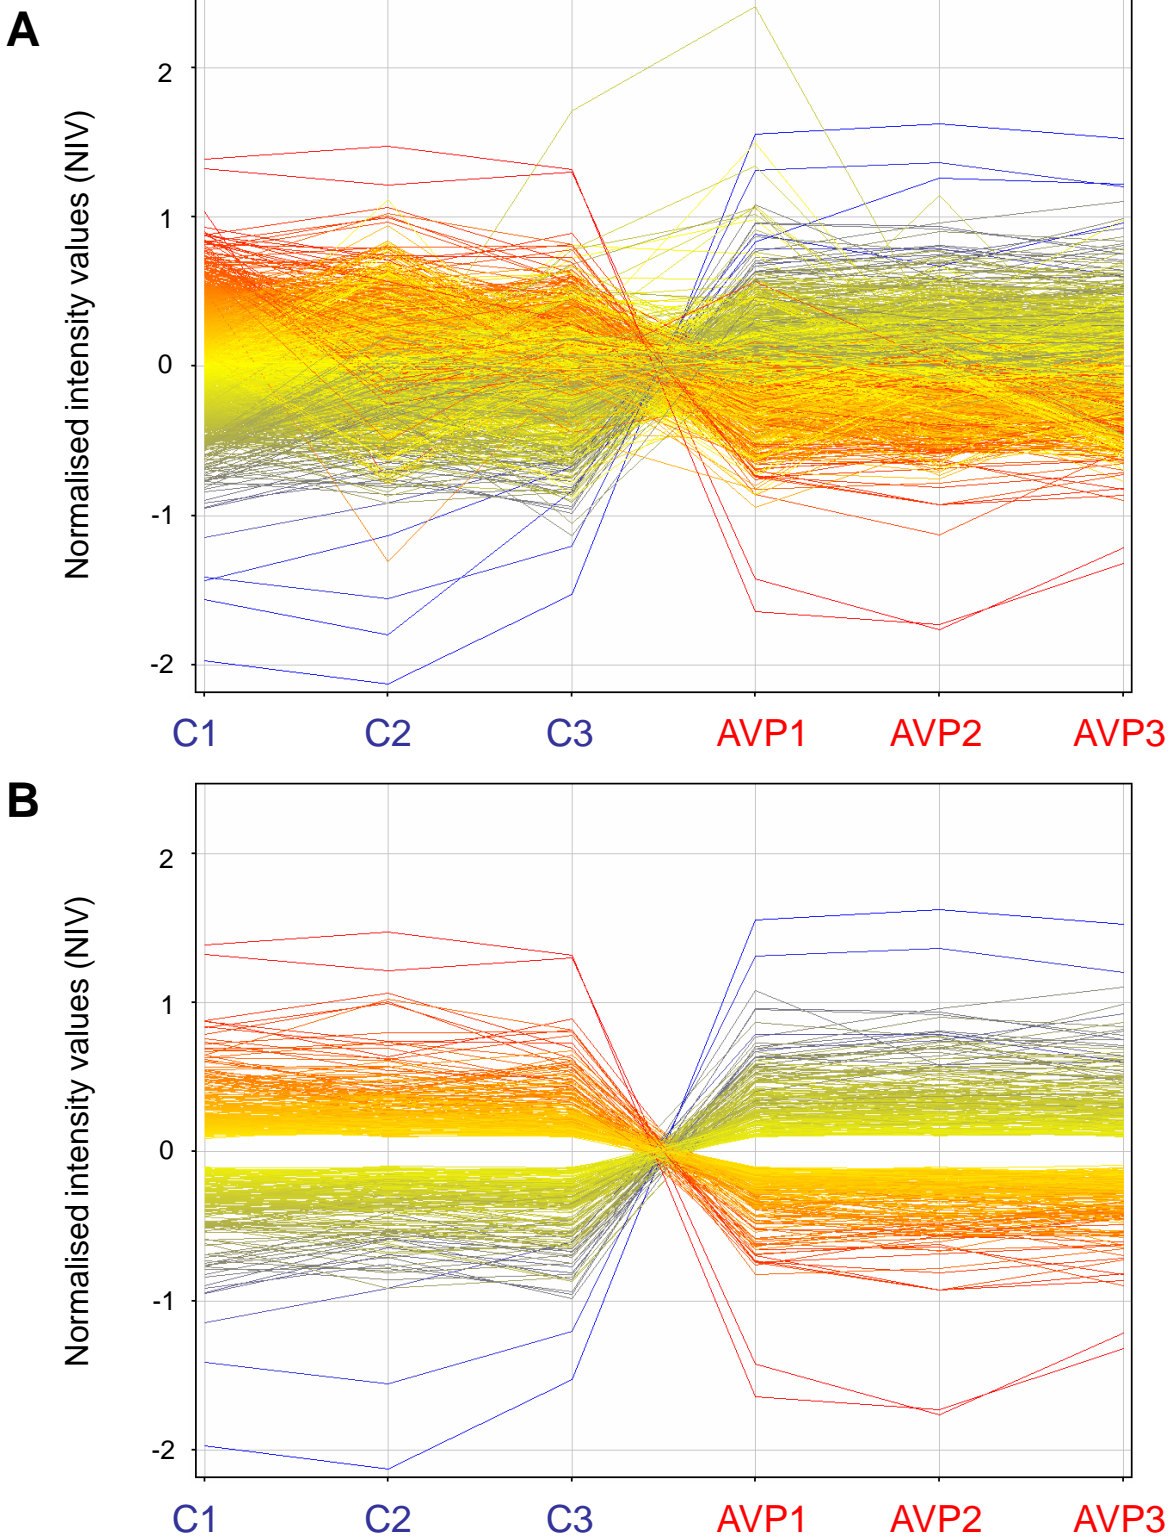 A
Normalised intensity values (NIV)
2
1
0
-1
-2
C1 C2 C3 AVP1 AVP2 AVP3
B
Normalised intensity values (NIV)
2
1
0
-1
-2
C1 C2 C3 AVP1 AVP2 AVP3